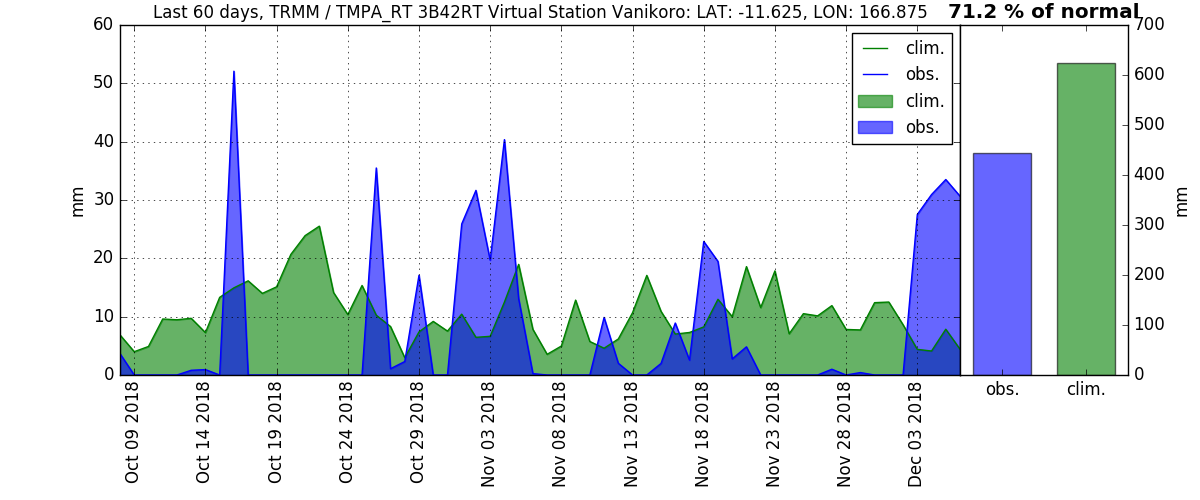 Last 60 days, TRMM / TMPA_RT 3B42RT Virtual Station Vanikoro: LAT: -11.625, LON: 166.875
71.2 % of normal
60
50
40
30
20
10
0
mm
clim.
obs.
clim.
obs.
Oct 09 2018
Oct 14 2018
Oct 19 2018
Oct 24 2018
Oct 29 2018
Nov 03 2018
Nov 08 2018
Nov 13 2018
Nov 18 2018
Nov 23 2018
Nov 28 2018
Dec 03 2018
obs.
clim.
700
600
500
400
300
200
100
0
mm